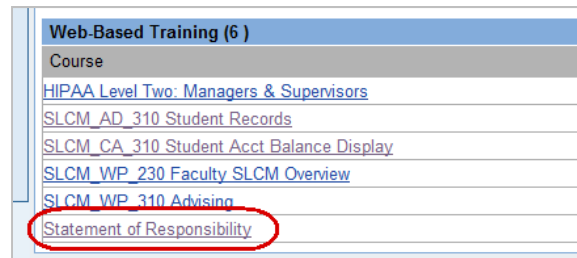 Web-Based Training (6 )
Course
HIPAA Level Two: Managers & Supervisors
SLCM_AD_310 Student Records
SLCM_CA_310 Student Acct Balance Display
SLCM_WP_230 Faculty SLCM Overview
SLCM_WP_310 Advising
Statement of Responsibility